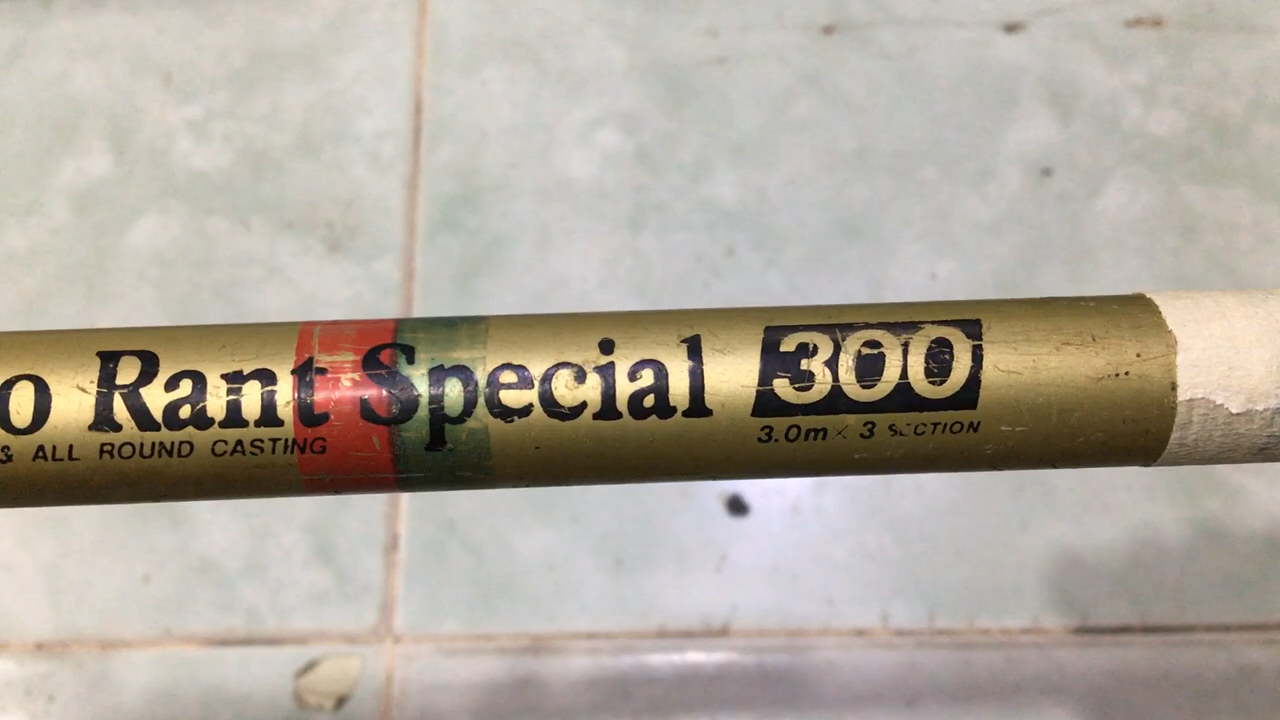 o Rant Special 300
& ALL ROUND CASTING
3.0m × 3 SECTION